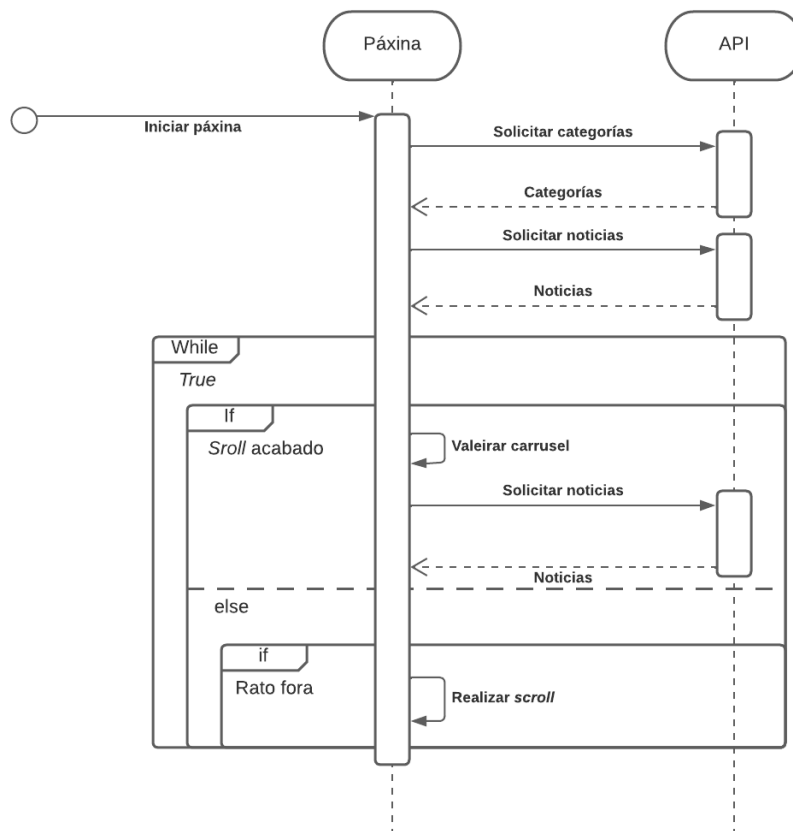 Páxina
API
Iniciar páxina
Solicitar categorías
Categorías
Solicitar noticias
Noticias
While
True
If
Sroll acabado
Valeirar carrusel
Solicitar noticias
Noticias
else
if
Rato fora
Realizar scroll